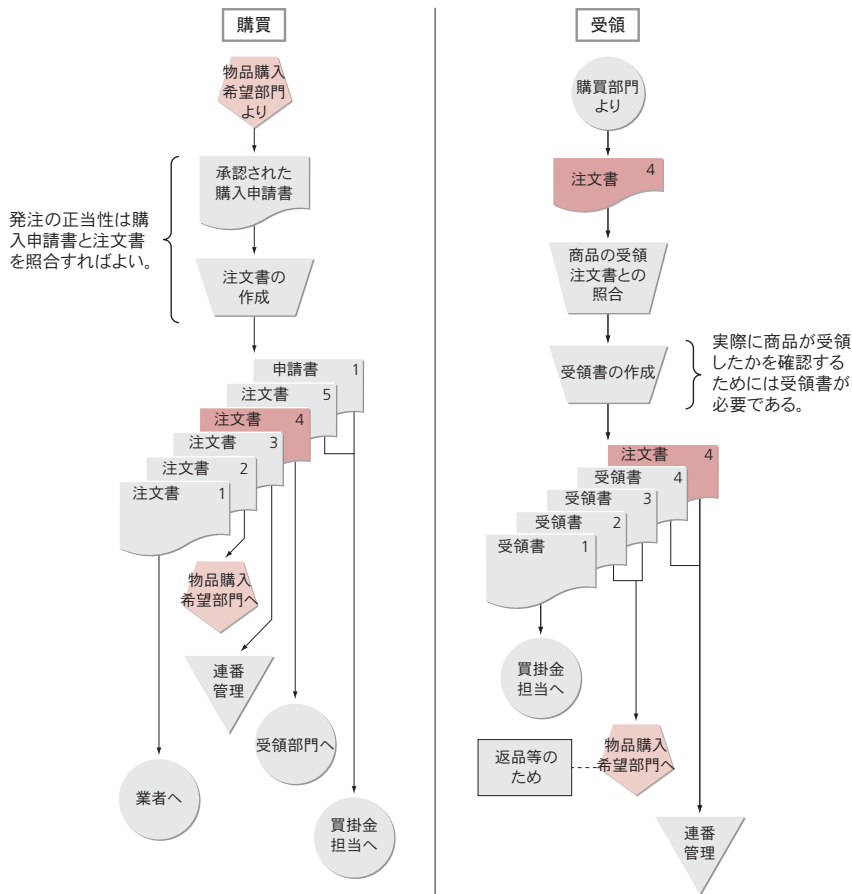 購買
物品購入
希望部門
より
承認された
購入申請書
発注の正当性は購
入申請書と注文書
を照合すればよい。
注文書の
作成
申請書 1
注文書 5
注文書 4
注文書 3
注文書 2
注文書 1
物品購入
希望部門へ
連番
管理
受領部門へ
業者へ
買掛金
担当へ
受領
購買部門
より
注文書 4
商品の受領
注文書との
照合
受領書の作成
実際に商品が受領
したかを確認する
ためには受領書が
必要である。
注文書 4
受領書 4
受領書 3
受領書 2
受領書 1
買掛金
担当へ
返品等の
ため
物品購入
希望部門へ
連番
管理